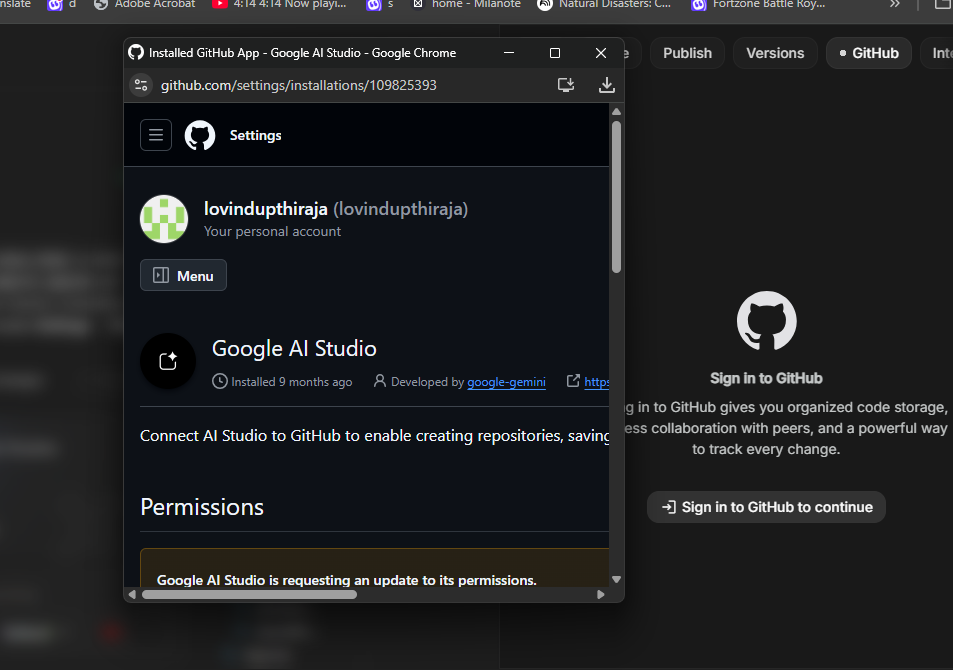 nslate
d
Adobe Acrobat
4:14 4:14 Now playi...
s
home - Milanote
Natural Disasters: C...
Fortzone Battle Roy...
Installed GitHub App - Google AI Studio - Google Chrome
github.com/settings/installations/109825393
e
Publish
Versions
GitHub
Inte
Settings
lovindupthiraja (lovindupthiraja)
Your personal account
Menu
Google AI Studio
Installed 9 months ago
Developed by google-gemini
https
Connect AI Studio to GitHub to enable creating repositories, saving
Permissions
Google AI Studio is requesting an update to its permissions.
Sign in to GitHub
g in to GitHub gives you organized code storage,
ess collaboration with peers, and a powerful way
to track every change.
Sign in to GitHub to continue